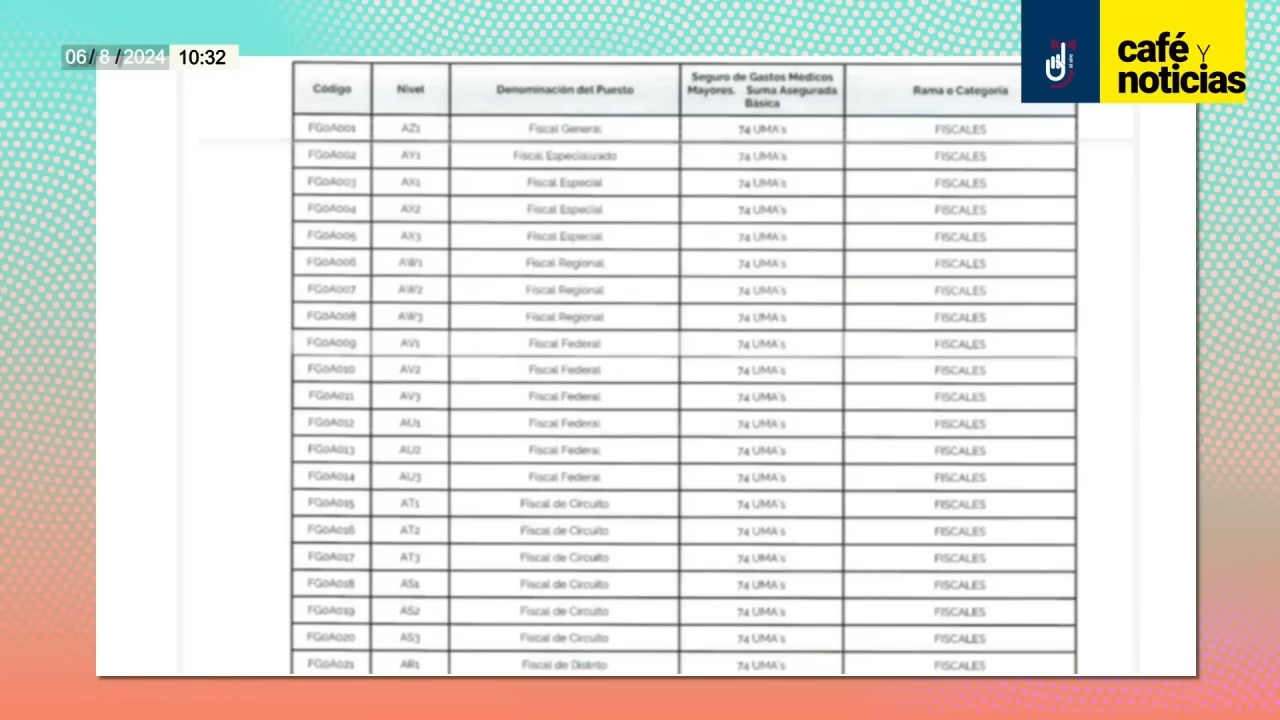 06/ 8 /2024 10:32
café Y
noticias
Código Nivel Denominación del Puesto Seguro de Gastos Médicos Mayores. Suma Asegurada Básica Rama o Categoría
FG0A001 AZ1 Fiscal General 74 UMA's FISCALES
FG0A002 AY1 Fiscal Especializado 74 UMA's FISCALES
FG0A003 AX1 Fiscal Especial 74 UMA's FISCALES
FG0A004 AX2 Fiscal Especial 74 UMA's FISCALES
FG0A005 AX3 Fiscal Especial 74 UMA's FISCALES
FG0A006 AW1 Fiscal Regional 74 UMA's FISCALES
FG0A007 AW2 Fiscal Regional 74 UMA's FISCALES
FG0A008 AW3 Fiscal Regional 74 UMA's FISCALES
FG0A009 AV1 Fiscal Federal 74 UMA's FISCALES
FG0A010 AV2 Fiscal Federal 74 UMA's FISCALES
FG0A011 AV3 Fiscal Federal 74 UMA's FISCALES
FG0A012 AU1 Fiscal Federal 74 UMA's FISCALES
FG0A013 AU2 Fiscal Federal 74 UMA's FISCALES
FG0A014 AU3 Fiscal Federal 74 UMA's FISCALES
FG0A015 AT1 Fiscal de Circuito 74 UMA's FISCALES
FG0A016 AT2 Fiscal de Circuito 74 UMA's FISCALES
FG0A017 AT3 Fiscal de Circuito 74 UMA's FISCALES
FG0A018 AS1 Fiscal de Circuito 74 UMA's FISCALES
FG0A019 AS2 Fiscal de Circuito 74 UMA's FISCALES
FG0A020 AS3 Fiscal de Circuito 74 UMA's FISCALES
FG0A021 AR1 Fiscal de Distrito 74 UMA's FISCALES